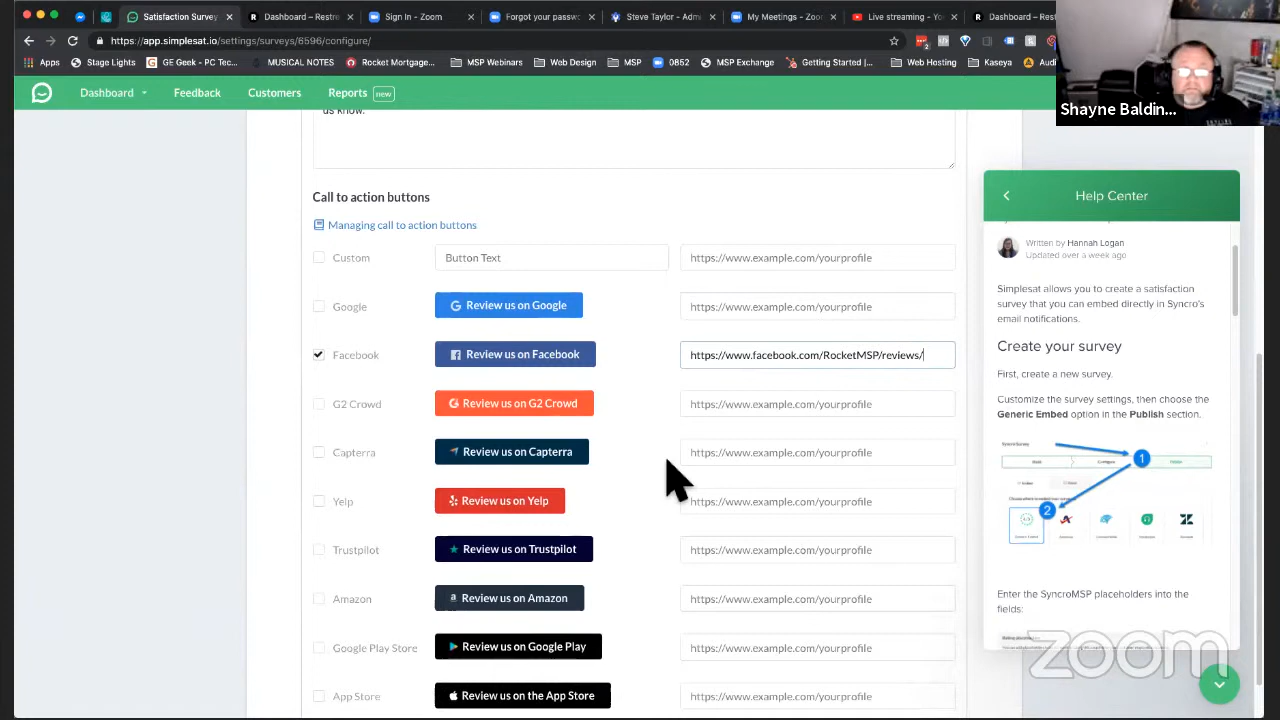 Satisfaction Surve
Dashboard – Restre
Sign In - Zoom
Forgot your passw
Steve Taylor – Adm
My Meetings - Zoo
Live streaming - Yo
Dashboard - Res
https://app.simplesat.io/settings/surveys/6596/configure/
Apps
Stage Lights
GE Geek - PC Tec...
MUSICAL NOTES
Rocket Mortgage...
MSP Webinars
Web Design
MSP
0852
MSP Exchange
Getting Started |...
Web Hosting
Kaseya
Dashboard
Feedback
Customers
Reports new
Shayne Baldin...
us know.
Call to action buttons
Managing call to action buttons
Custom
Button Text
https://www.example.com/yourprofile
Google
Review us on Google
https://www.example.com/yourprofile
Facebook
Review us on Facebook
https://www.facebook.com/RocketMSP/reviews/
G2 Crowd
Review us on G2 Crowd
https://www.example.com/yourprofile
Capterra
Review us on Capterra
https://www.example.com/yourprofile
Yelp
Review us on Yelp
https://www.example.com/yourprofile
Trustpilot
Review us on Trustpilot
https://www.example.com/yourprofile
Amazon
Review us on Amazon
https://www.example.com/yourprofile
Google Play Store
Review us on Google Play
https://www.example.com/yourprofile
App Store
Review us on the App Store
https://www.example.com/yourprofile
Help Center
Written by Hannah Logan
Updated over a week ago
Simplesat allows you to create a satisfaction
survey that you can embed directly in Syncro's
email notifications.
Create your survey
First, create a new survey.
Customize the survey settings, then choose the
Generic Embed option in the Publish section.
1
2
Enter the SyncroMSP placeholders into the
fields:
zoom